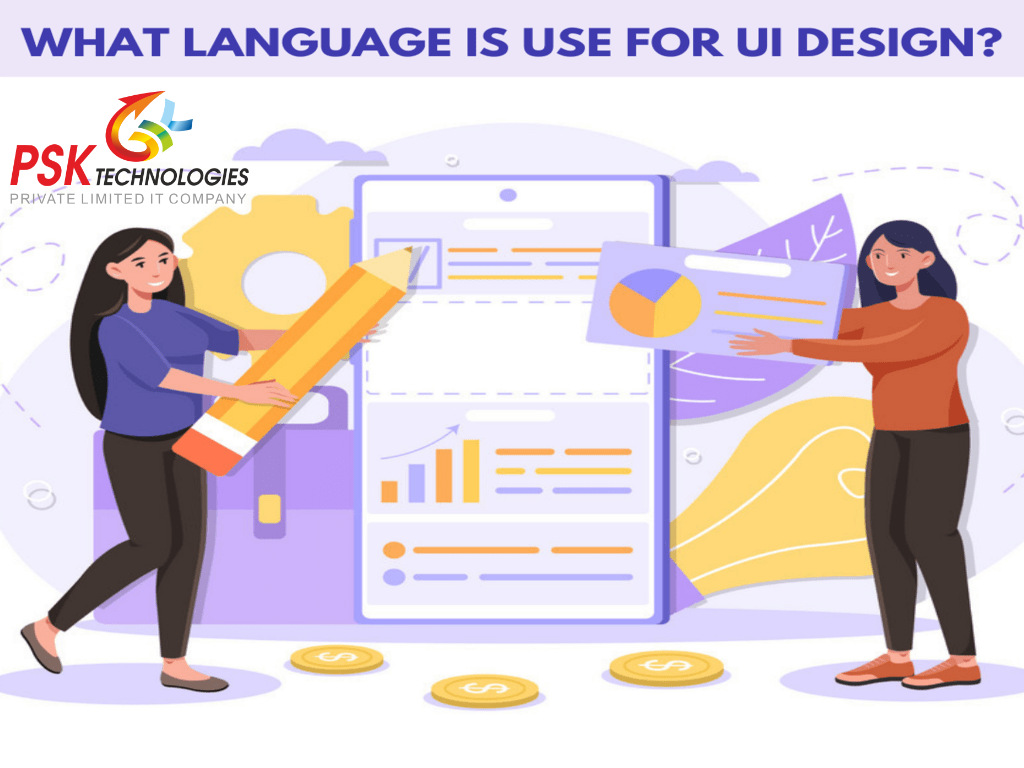 WHAT LANGUAGE IS USE FOR UI DESIGN?
PSK TECHNOLOGIES
PRIVATE LIMITED IT COMPANY